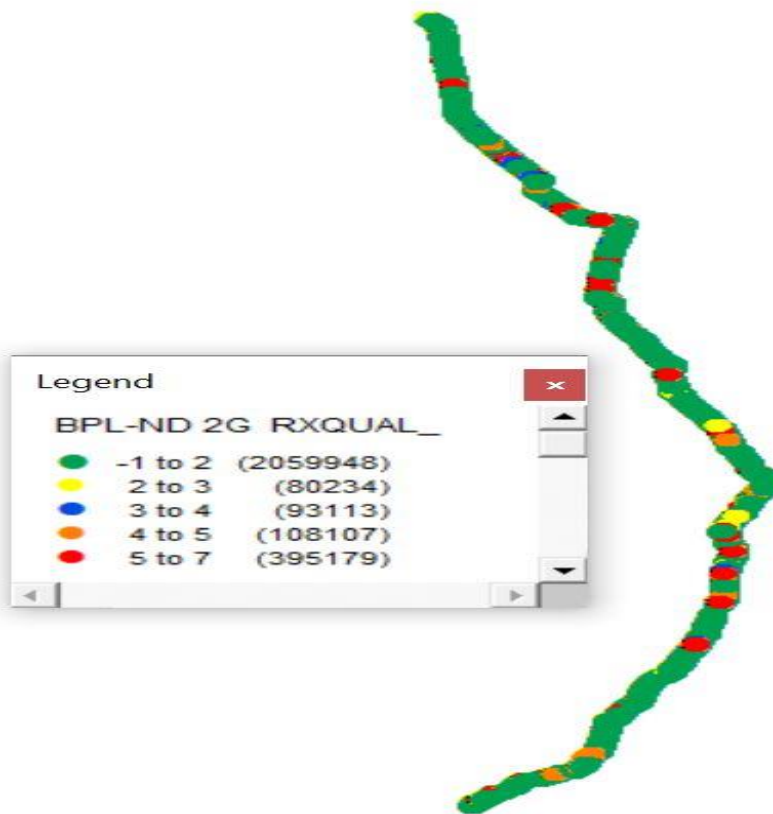 Legend
BPL-ND 2G RXQUAL_
-1 to 2 (2059948)
2 to 3 (80234)
3 to 4 (93113)
4 to 5 (108107)
5 to 7 (395179)